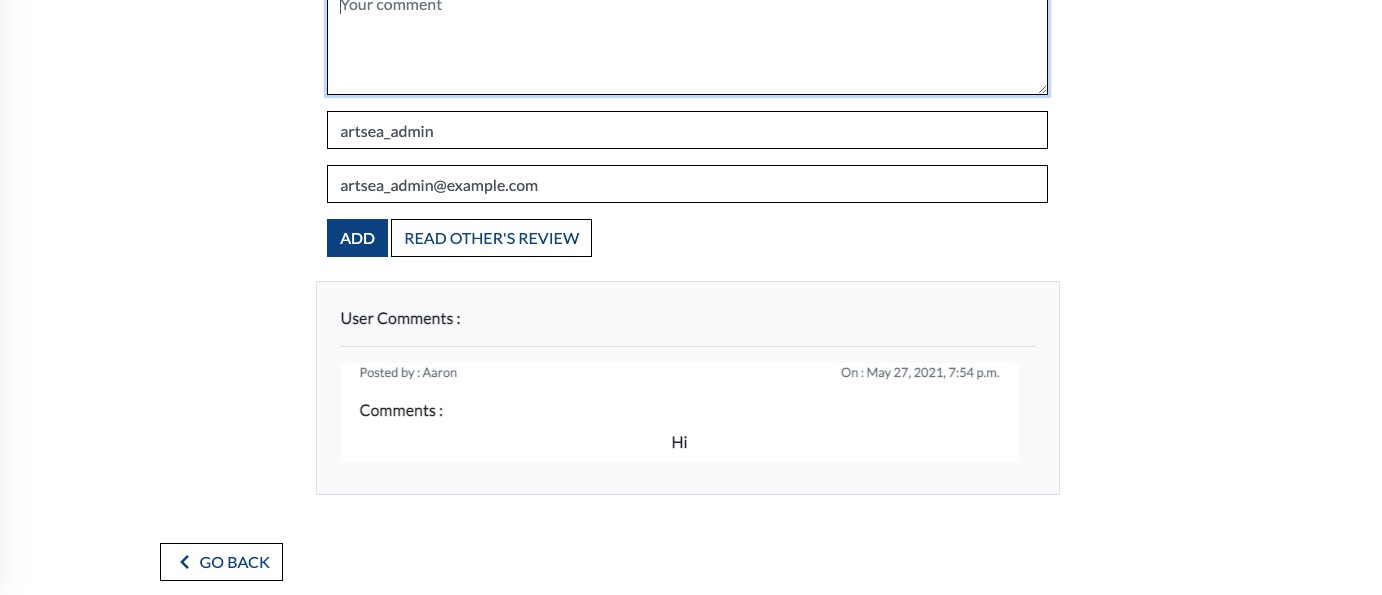 Your comment
artsea_admin
artsea_admin@example.com
ADD READ OTHER'S REVIEW
User Comments :
Posted by : Aaron On : May 27, 2021, 7:54 p.m.
Comments :
Hi
GO BACK